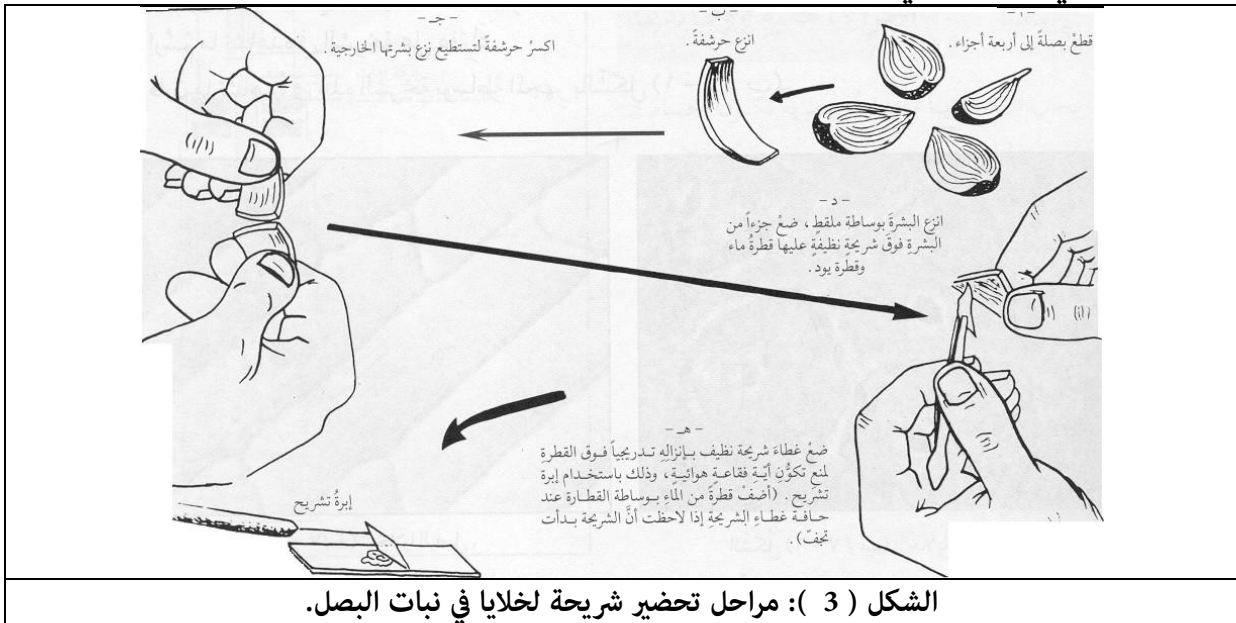 - أ -
قطعْ بصلةً إلى أربعة أجزاء .
- ب -
انزع حرشفةً .
- جـ -
اكسرْ حرشفةً لتستطيعَ نزع بشرتها الخارجية .
- د -
انزع البشرةَ بوساطة ملقطٍ ، ضعْ جزءاً من
البشرةِ فوقَ شريحةٍ نظيفةٍ عليها قطرةُ ماء
وقطرة يود .
- هـ -
ضعْ غطاءَ شريحة نظيف بإنزالِهِ تدريجياً فوق القطرةِ
لمنعِ تكوُّنِ أيّةِ فقاعةٍ هوائيةٍ ، وذلك باستخدام إبرة
تشريح . (أضفْ قطرةً من الماءِ بوساطة القطارة عند
حافة غطاءِ الشريحةِ إذا لاحظت أنَّ الشريحة بدأت
تجفّ) .
إبرةُ تشريح
الشكل ( 3 ): مراحل تحضير شريحة لخلايا في نبات البصل.